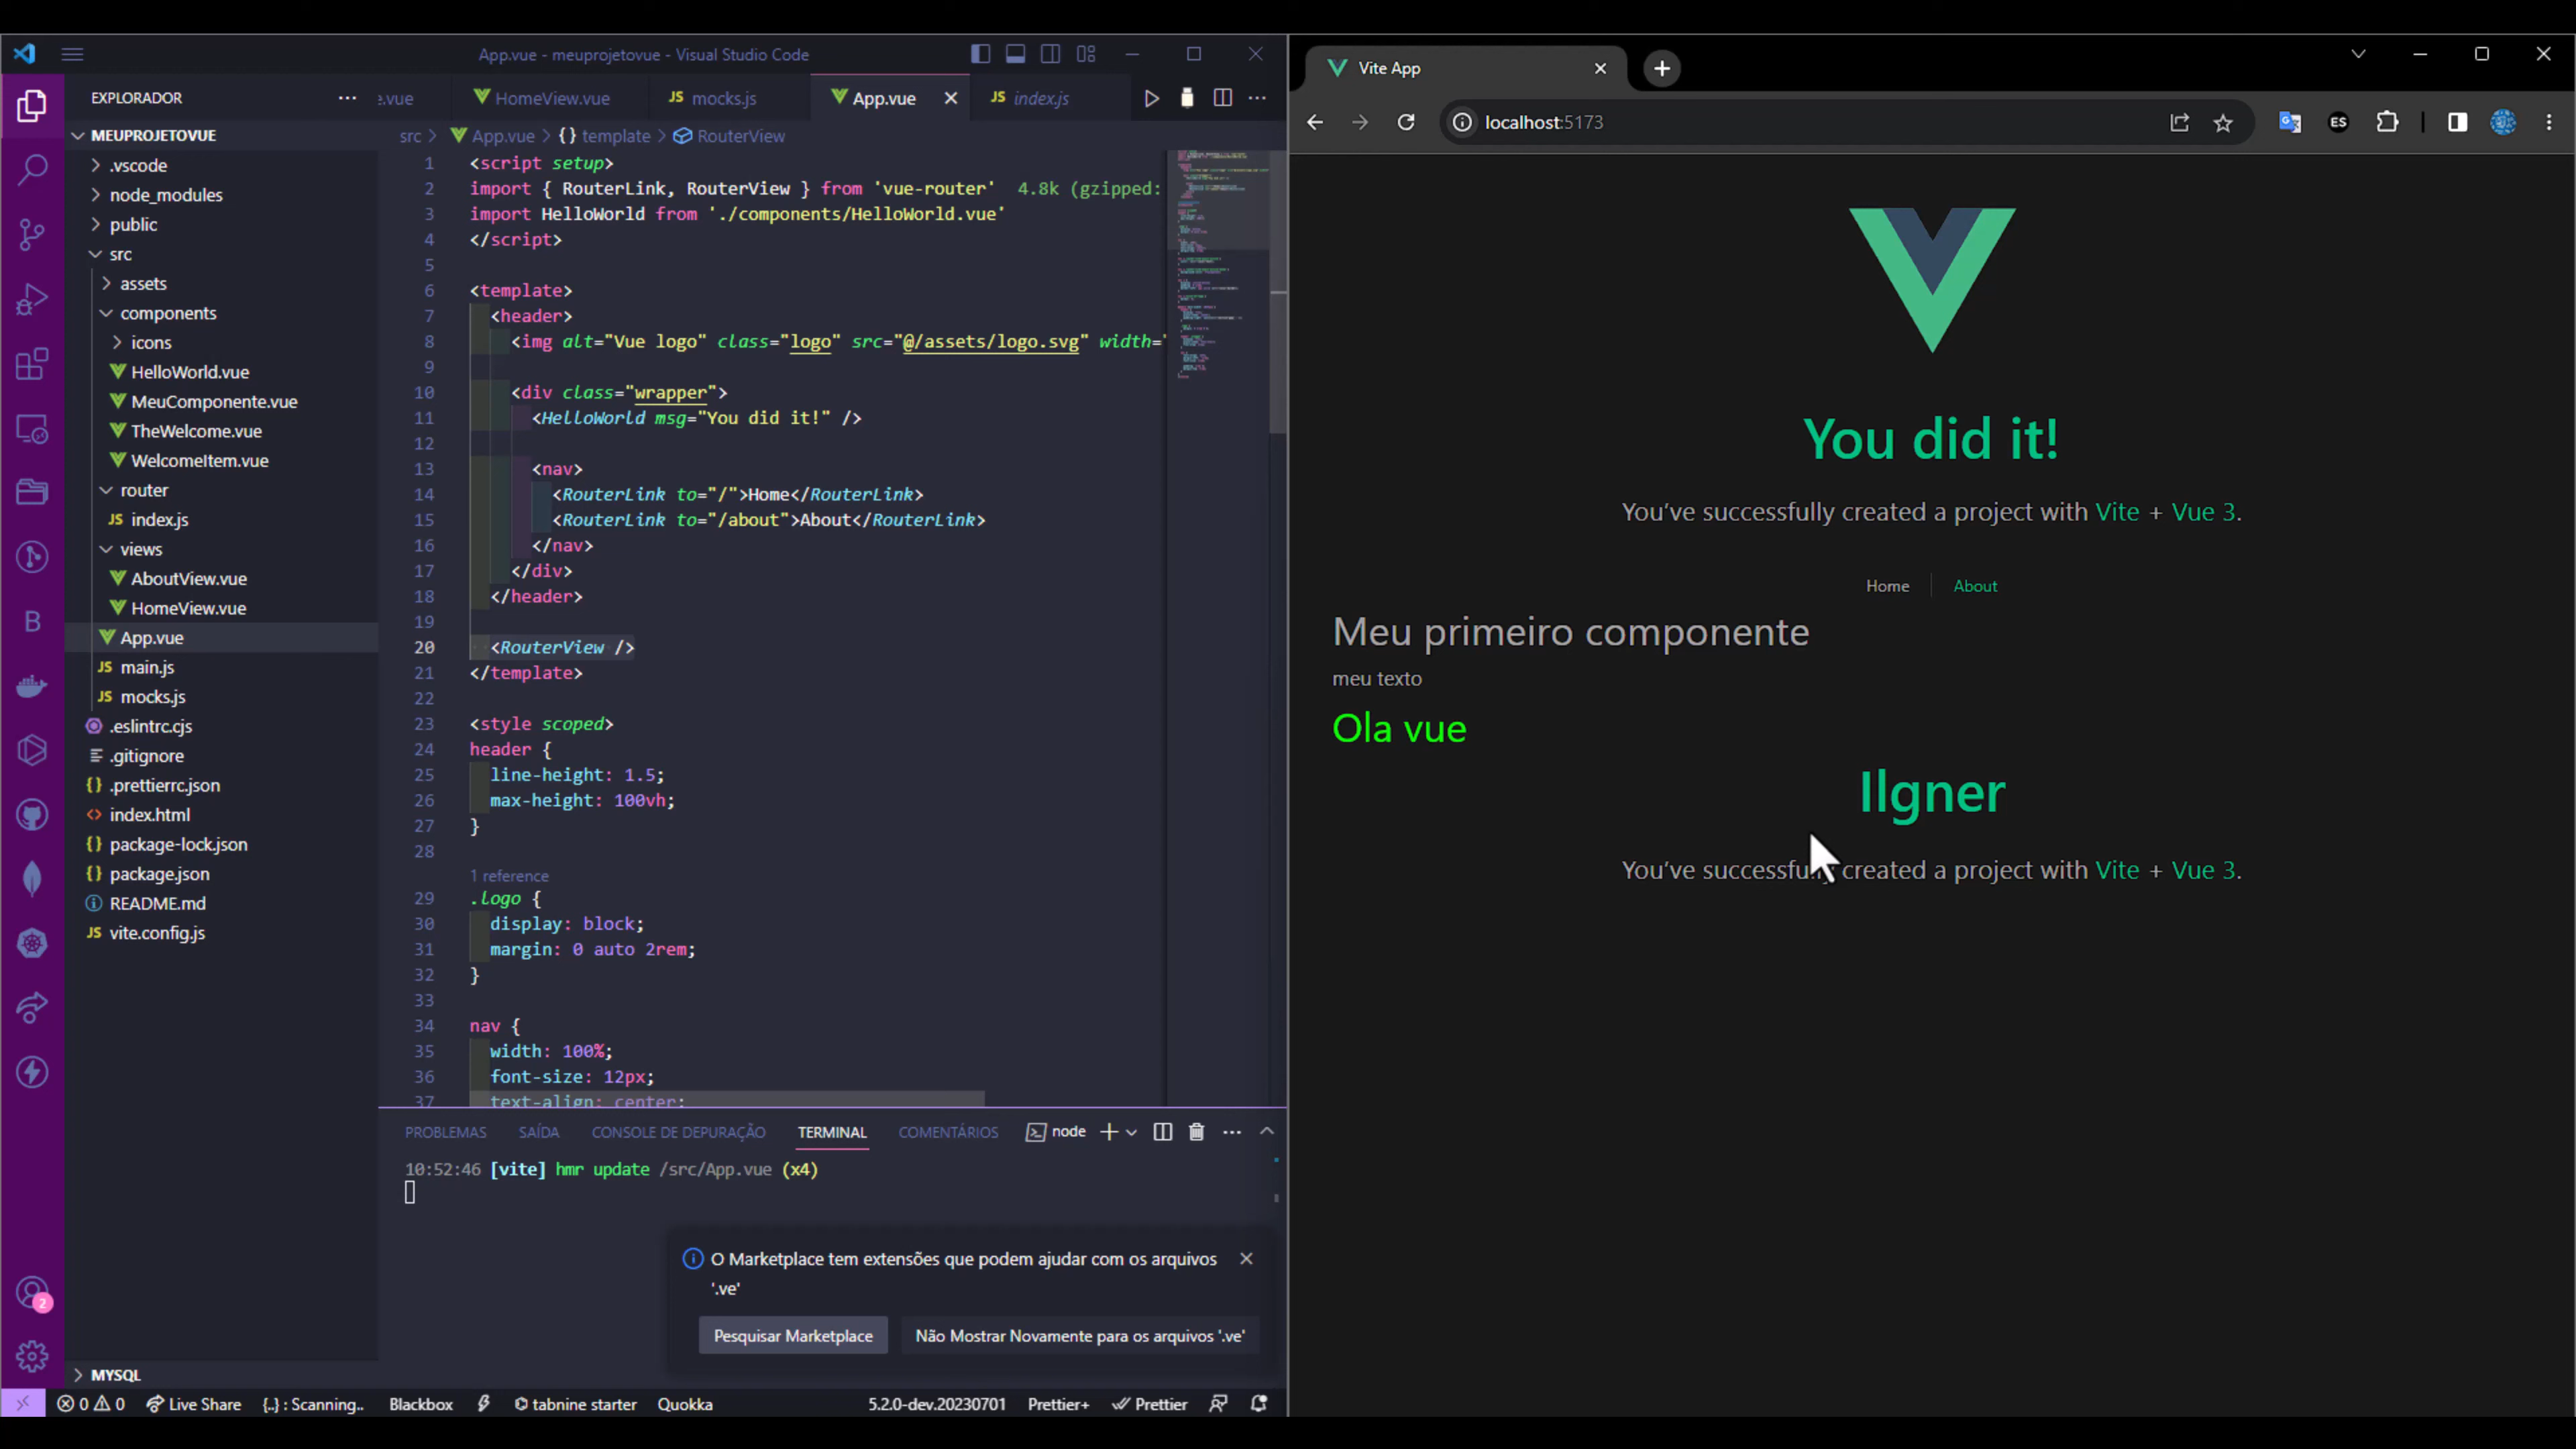 App.vue - meuprojetovue - Visual Studio Code
EXPLORADOR
MEUPROJETOVUE
.vscode
node_modules
public
src
assets
components
icons
HelloWorld.vue
MeuComponente.vue
TheWelcome.vue
WelcomeItem.vue
router
JS index.js
views
AboutView.vue
HomeView.vue
App.vue
JS main.js
JS mocks.js
.eslintrc.cjs
.gitignore
{} .prettierrc.json
<> index.html
{} package-lock.json
{} package.json
README.md
JS vite.config.js
MYSQL
e.vue HomeView.vue JS mocks.js App.vue JS index.js
src > App.vue > {} template > RouterView
1 <script setup>
2 import { RouterLink, RouterView } from 'vue-router' 4.8k (gzipped:
3 import HelloWorld from './components/HelloWorld.vue'
4 </script>
5
6 <template>
7 <header>
8 <img alt="Vue logo" class="logo" src="@/assets/logo.svg" width="
9
10 <div class="wrapper">
11 <HelloWorld msg="You did it!" />
12
13 <nav>
14 <RouterLink to="/">Home</RouterLink>
15 <RouterLink to="/about">About</RouterLink>
16 </nav>
17 </div>
18 </header>
19
20 <RouterView />
21 </template>
22
23 <style scoped>
24 header {
25 line-height: 1.5;
26 max-height: 100vh;
27 }
28
1 reference
29 .logo {
30 display: block;
31 margin: 0 auto 2rem;
32 }
33
34 nav {
35 width: 100%;
36 font-size: 12px;
37 text-align: center;
PROBLEMAS SAÍDA CONSOLE DE DEPURAÇÃO TERMINAL COMENTÁRIOS node
10:52:46 [vite] hmr update /src/App.vue (x4)
O Marketplace tem extensões que podem ajudar com os arquivos
'.ve'
Pesquisar Marketplace Não Mostrar Novamente para os arquivos '.ve'
2
B
0 0 Live Share {..} : Scanning.. Blackbox tabnine starter Quokka 5.2.0-dev.20230701 Prettier+ Prettier
Vite App
localhost:5173
ES
You did it!
You've successfully created a project with Vite + Vue 3.
Home About
Meu primeiro componente
meu texto
Ola vue
Ilgner
You've successfully created a project with Vite + Vue 3.